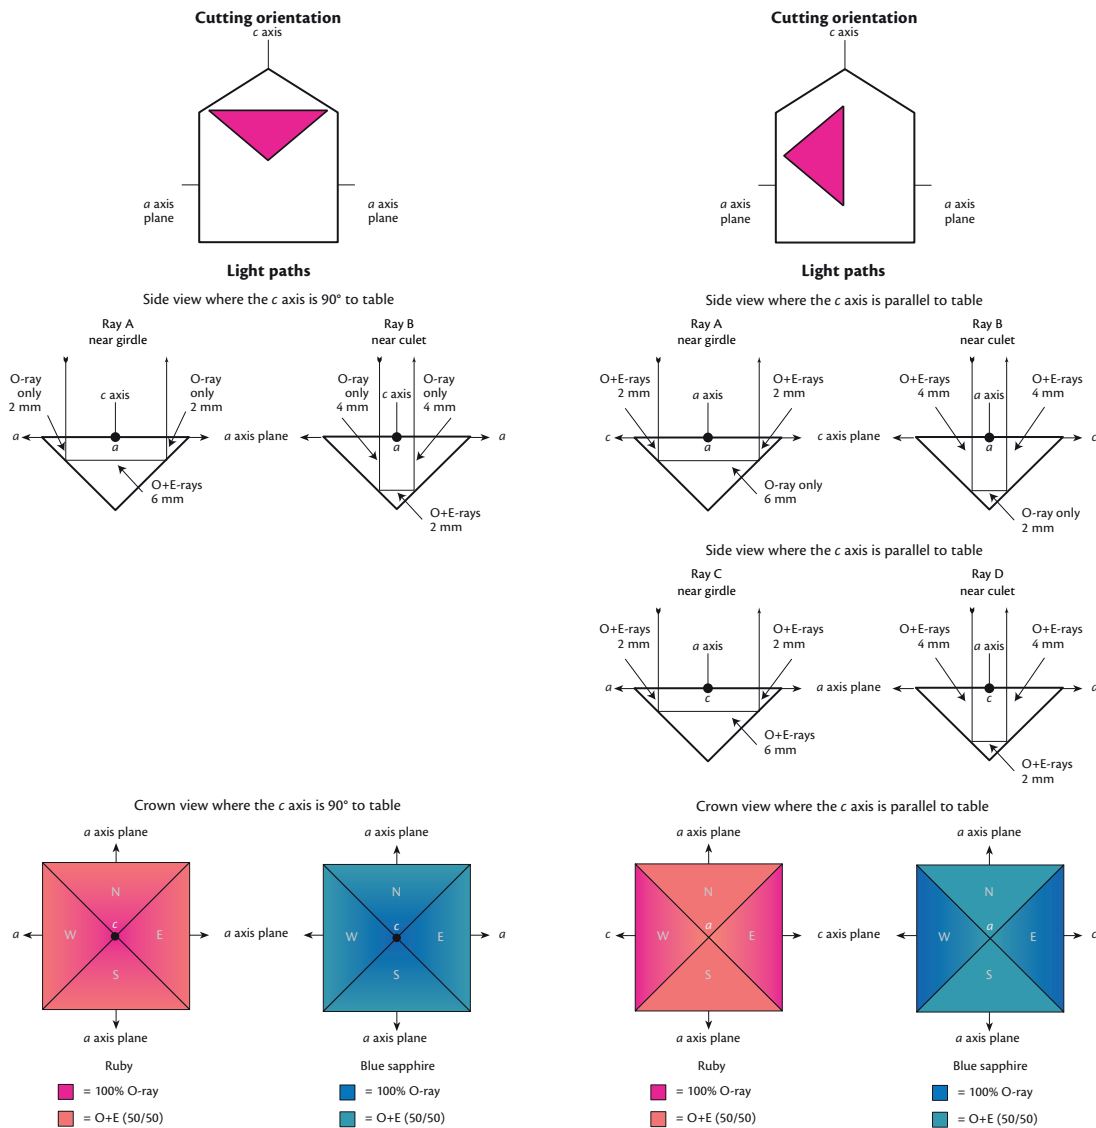 Cutting orientation
c axis
a axis
plane
a axis
plane
Light paths
Side view where the c axis is 90° to table
Ray A
near girdle
O-ray
only
2 mm
c axis
O-ray
only
2 mm
a
a
O+E-rays
6 mm
a axis plane
Ray B
near culet
O-ray
only
4 mm
c axis
O-ray
only
4 mm
a
a
O+E-rays
2 mm
Crown view where the c axis is 90° to table
a axis plane
N
c
W
E
S
a
a axis plane
a axis plane
a axis plane
N
c
W
E
S
a
a axis plane
Ruby
= 100% O-ray
= O+E (50/50)
Blue sapphire
= 100% O-ray
= O+E (50/50)
Cutting orientation
c axis
a axis
plane
a axis
plane
Light paths
Side view where the c axis is parallel to table
Ray A
near girdle
O+E-rays
2 mm
a axis
O+E-rays
2 mm
c
a
O-ray only
6 mm
c axis plane
Ray B
near culet
O+E-rays
4 mm
a axis
O+E-rays
4 mm
a
c
O-ray only
2 mm
Side view where the c axis is parallel to table
Ray C
near girdle
O+E-rays
2 mm
a axis
O+E-rays
2 mm
a
c
O+E-rays
6 mm
a axis plane
Ray D
near culet
O+E-rays
4 mm
a axis
O+E-rays
4 mm
c
a
O+E-rays
2 mm
Crown view where the c axis is parallel to table
a axis plane
N
a
W
E
S
c
c axis plane
a axis plane
a axis plane
N
a
W
E
S
c
a axis plane
Ruby
= 100% O-ray
= O+E (50/50)
Blue sapphire
= 100% O-ray
= O+E (50/50)